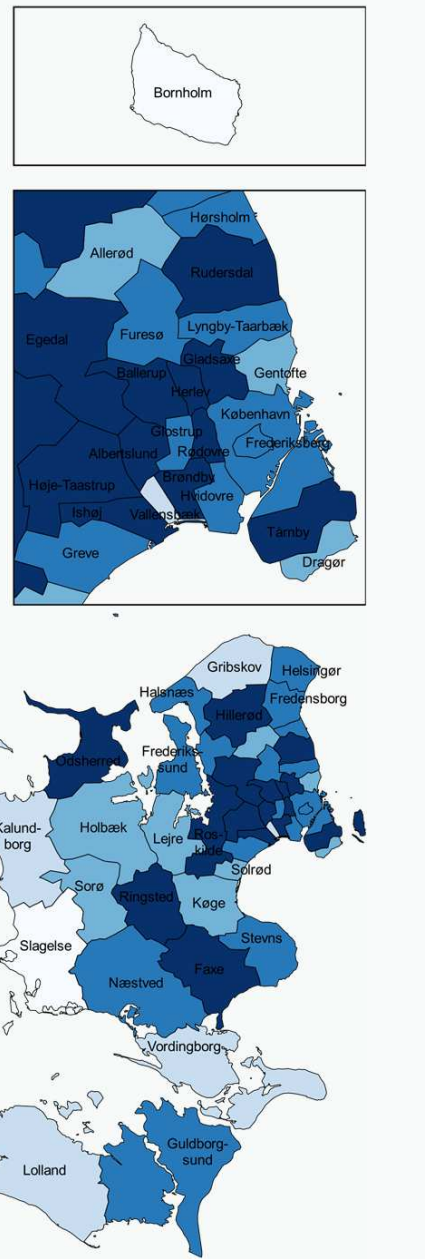 Bornholm
Hørsholm
Allerød
Rudersdal
Egedal
Furesø
Lyngby-Taarbæk
Gladsaxe
Ballerup
Gentofte
Herlev
København
Glostrup
Frederiksberg
Albertslund
Rødovre
Høje-Taastrup
Brøndby
Hvidovre
Ishøj
Vallensbæk
Tårnby
Greve
Dragør
Gribskov
Helsingør
Halsnæs
Fredensborg
Hillerød
Odsherred
Frederiks-
sund
Kalund-
borg
Holbæk
Lejre
Ros-
kilde
Solrød
Sorø
Ringsted
Køge
Slagelse
Stevns
Faxe
Næstved
Vordingborg
Guldborg-
sund
Lolland